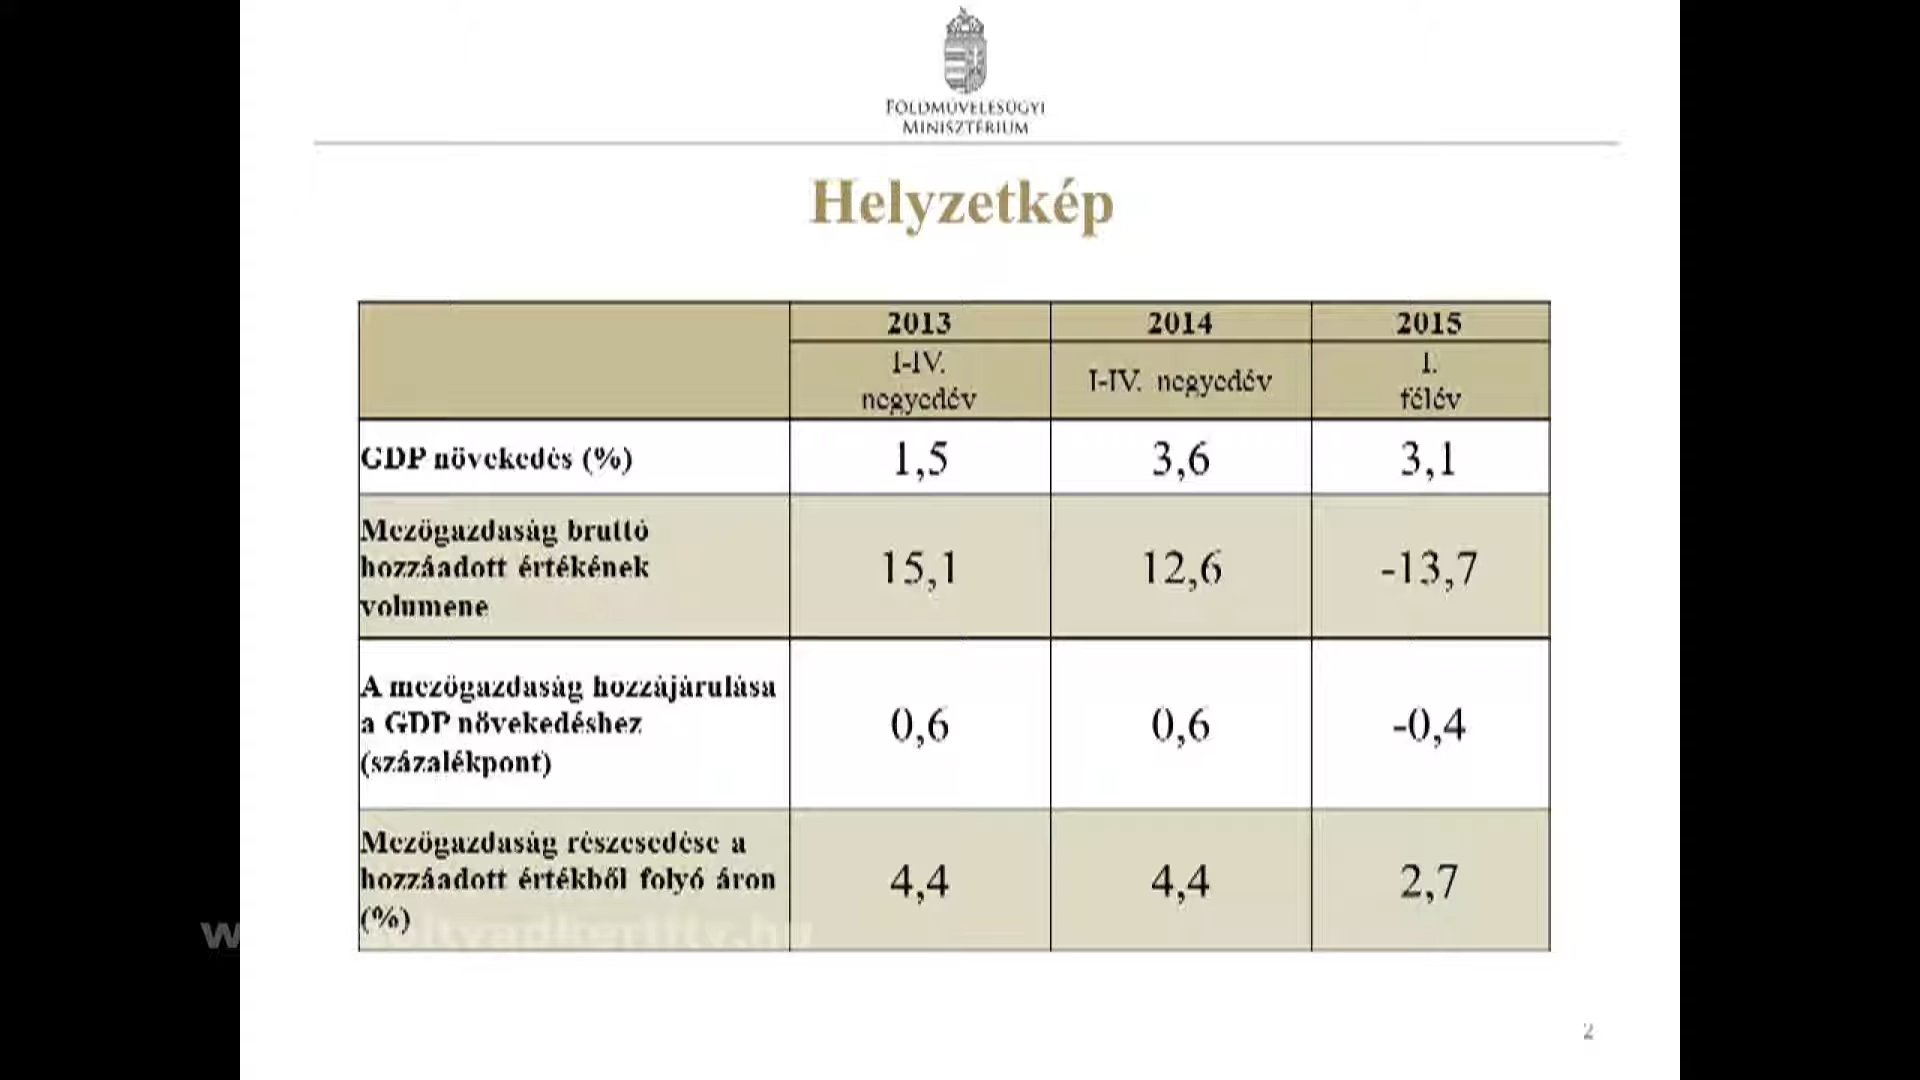 FÖLDMŰVELÉSÜGYI
MINISZTÉRIUM
Helyzetkép
2013
2014
2015
I-IV.
negyedév
I-IV. negyedév
I.
félév
GDP növekedés (%)
1,5
3,6
3,1
Mezőgazdaság bruttó
hozzáadott értékének
volumene
15,1
12,6
-13,7
A mezőgazdaság hozzájárulása
a GDP növekedéshez
(százalékpont)
0,6
0,6
-0,4
Mezőgazdaság részesedése a
hozzáadott értékből folyó áron
(%)
4,4
4,4
2,7
2